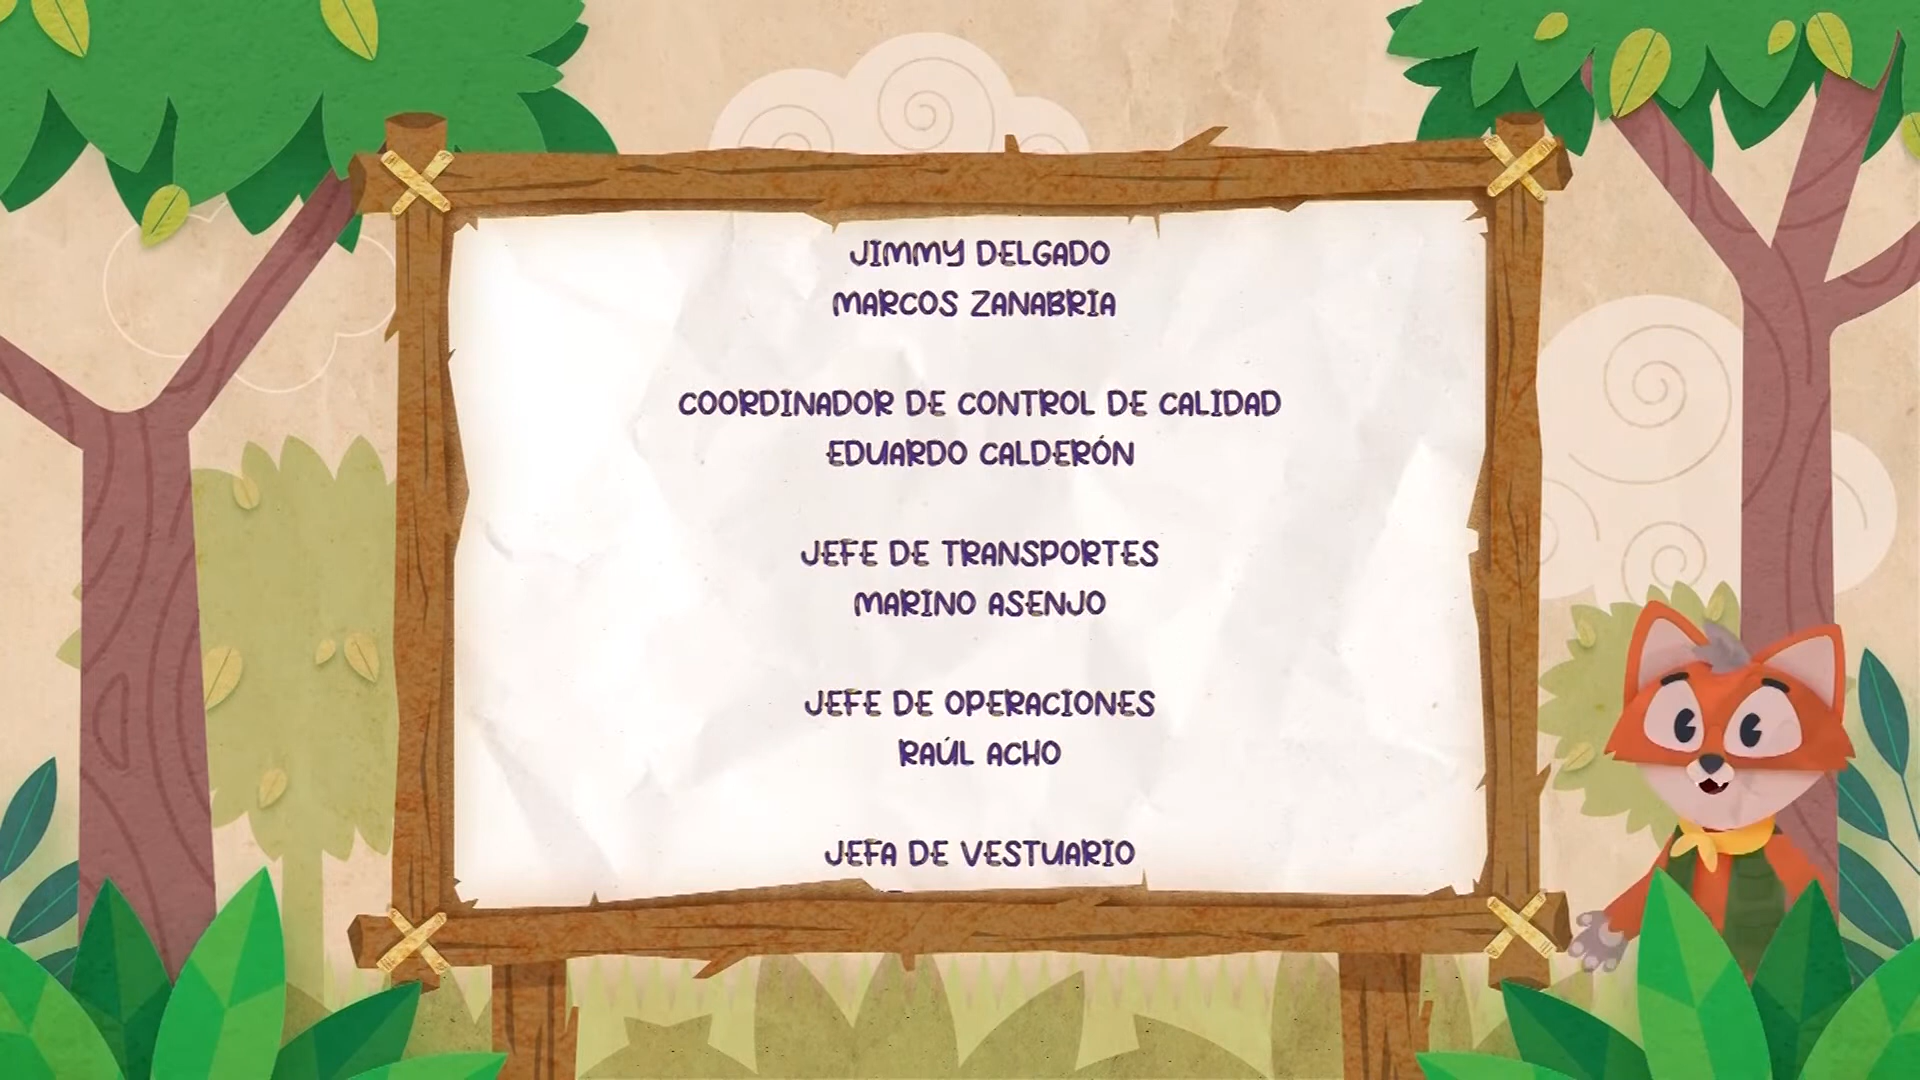 JIMMY DELGADO
MARCOS ZANABRIA
COORDINADOR DE CONTROL DE CALIDAD
EDUARDO CALDERÓN
JEFE DE TRANSPORTES
MARINO ASENJO
JEFE DE OPERACIONES
RAÚL ACHO
JEFA DE VESTUARIO